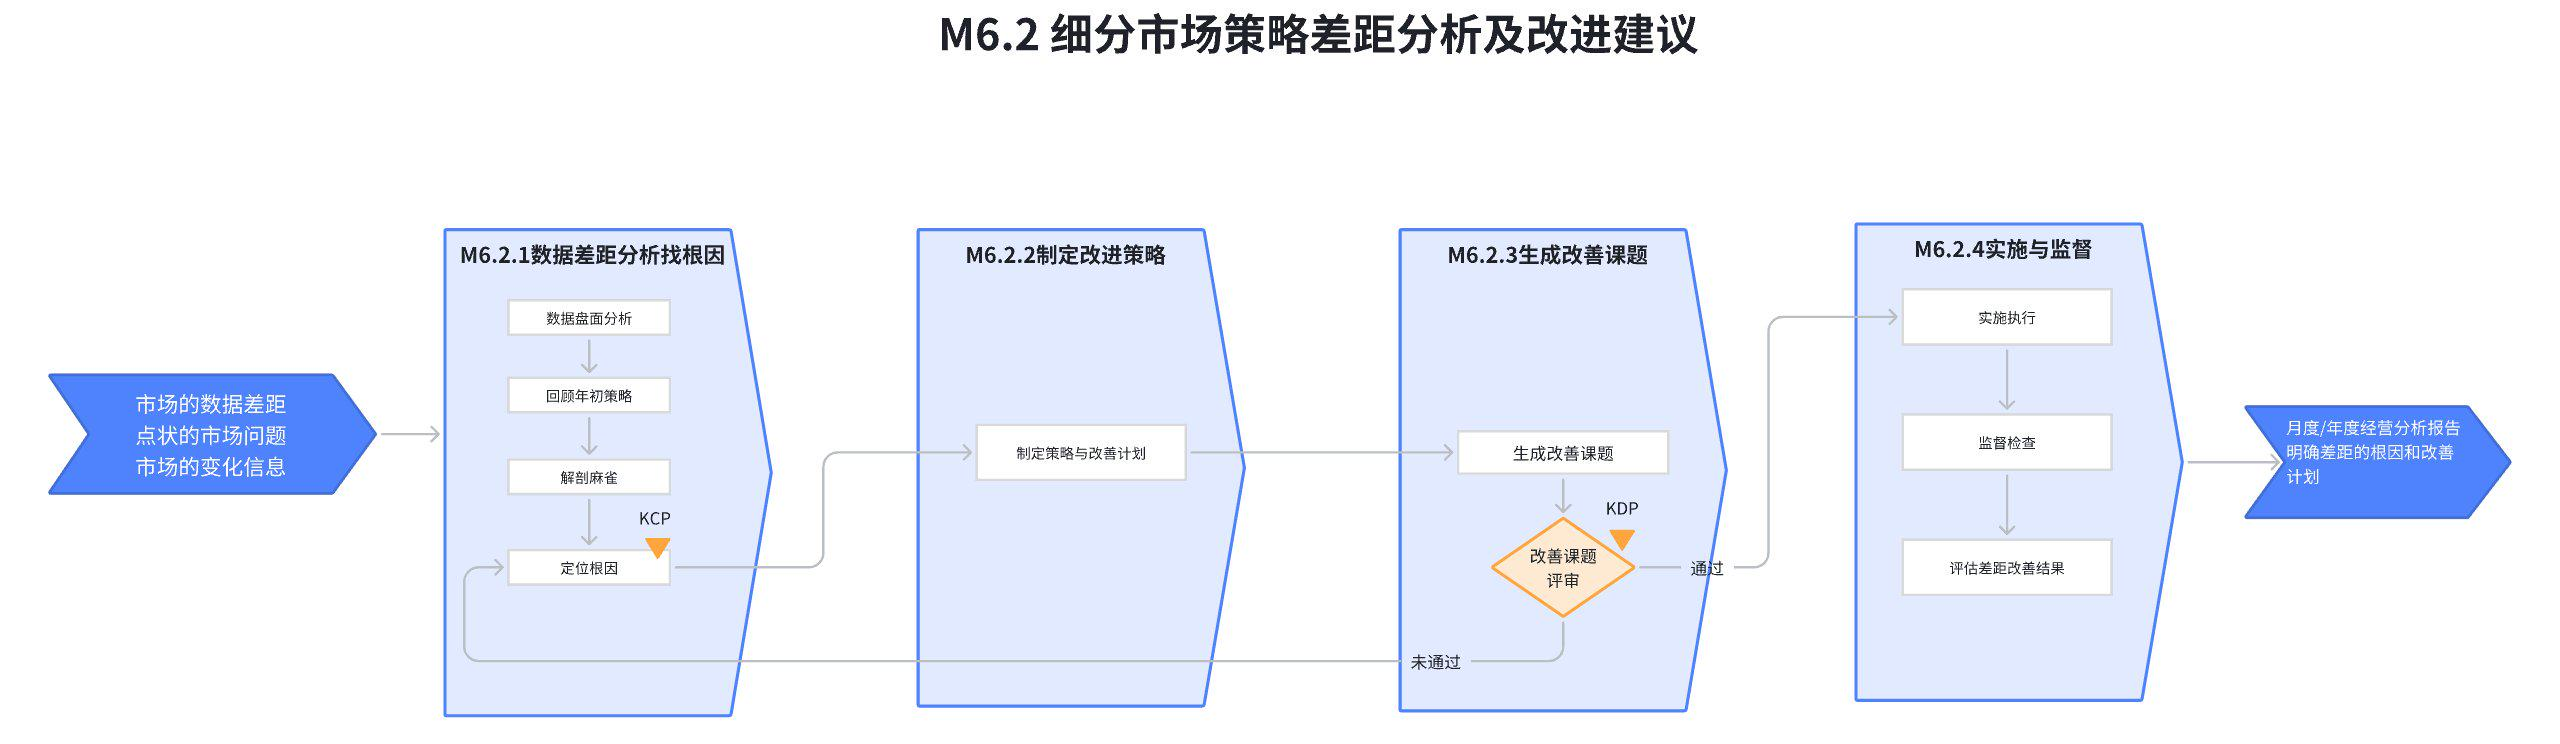 M6.2 细分市场策略差距分析及改进建议
市场的数据差距
点状的市场问题
市场的变化信息
M6.2.1数据差距分析找根因
数据盘面分析
回顾年初策略
解剖麻雀
KCP
定位根因
M6.2.2制定改进策略
制定策略与改善计划
M6.2.3生成改善课题
生成改善课题
KDP
改善课题
评审
通过
未通过
M6.2.4实施与监督
实施执行
监督检查
评估差距改善结果
月度/年度经营分析报告
明确差距的根因和改善
计划